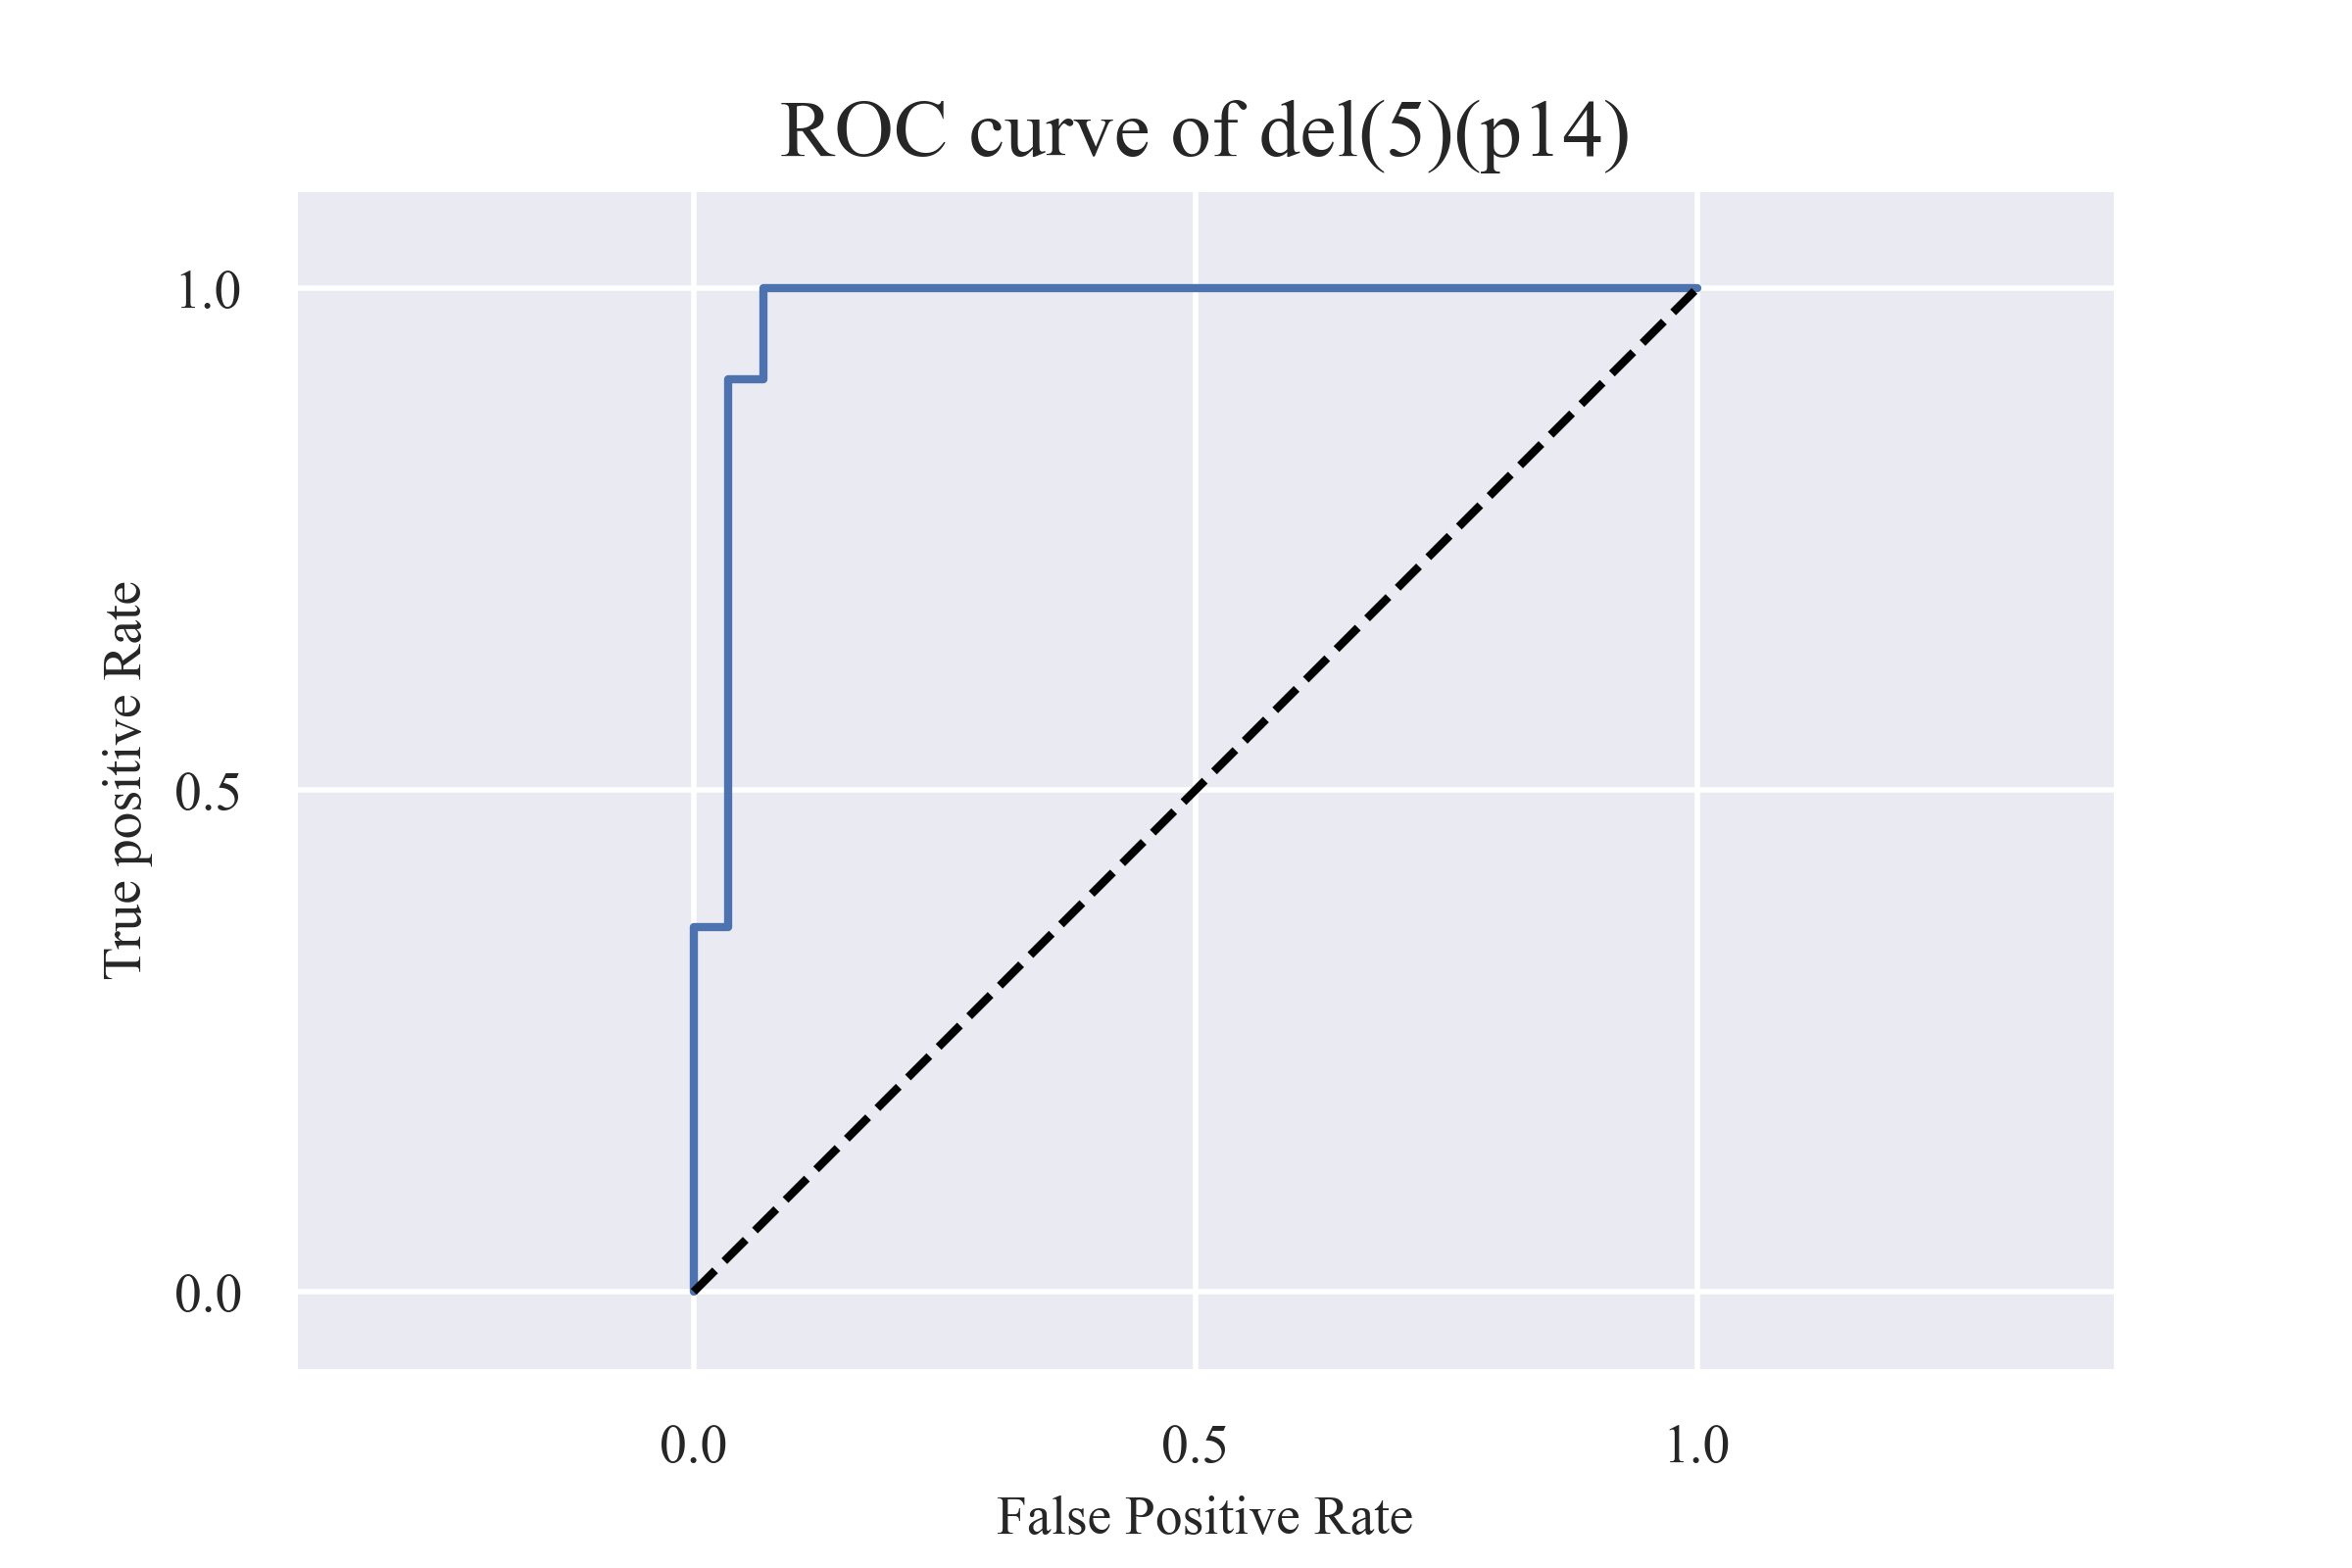 ROC curve of del(5)(p14)
True positive Rate
1.0
0.5
0.0
0.0 0.5 1.0
False Positive Rate